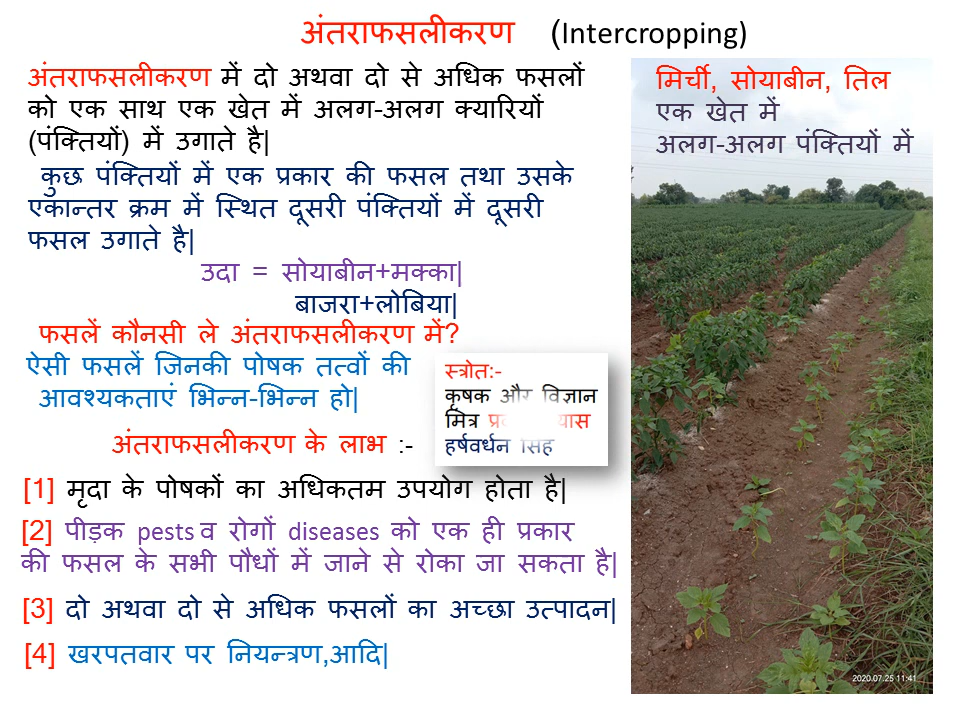 अंतराफसलीकरण (Intercropping)
अंतराफसलीकरण में दो अथवा दो से अधिक फसलों
को एक साथ एक खेत में अलग-अलग क्यारियों
(पंक्तियों) में उगाते है|
कुछ पंक्तियों में एक प्रकार की फसल तथा उसके
एकान्तर क्रम में स्थित दूसरी पंक्तियों में दूसरी
फसल उगाते है|
उदा = सोयाबीन+मक्का|
बाजरा+लोबिया|
फसलें कौनसी ले अंतराफसलीकरण में?
ऐसी फसलें जिनकी पोषक तत्वों की
आवश्यकताएं भिन्न-भिन्न हो|
स्त्रोत:-
कृषक और विज्ञान
मित्र
हर्षवर्धन सिंह
अंतराफसलीकरण के लाभ :-
[1] मृदा के पोषकों का अधिकतम उपयोग होता है|
[2] पीड़क pests व रोगों diseases को एक ही प्रकार
की फसल के सभी पौधों में जाने से रोका जा सकता है|
[3] दो अथवा दो से अधिक फसलों का अच्छा उत्पादन|
[4] खरपतवार पर नियन्त्रण,आदि|
मिर्ची, सोयाबीन, तिल
एक खेत में
अलग-अलग पंक्तियों में
2020.07.25 11:41